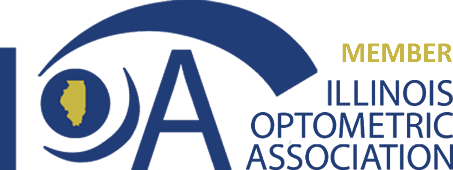 IOA
MEMBER
ILLINOIS
OPTOMETRIC
ASSOCIATION